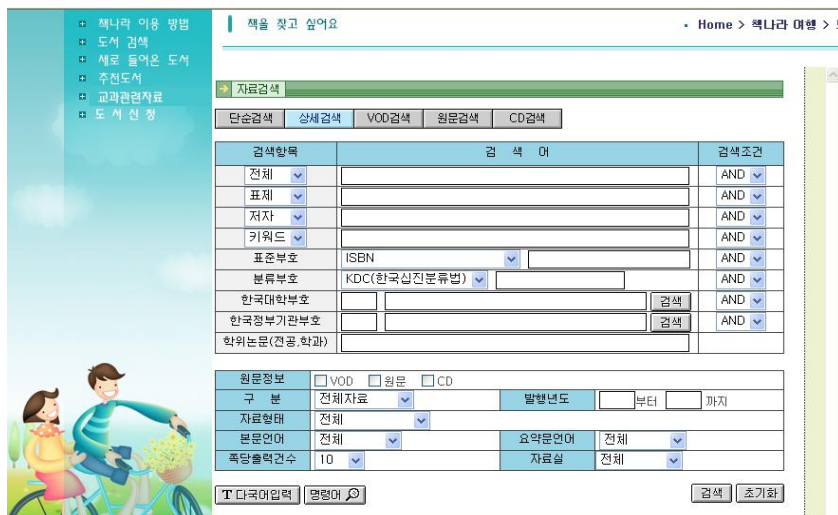 책나라 이용 방법
도서 검색
새로 들어온 도서
추천도서
교과관련자료
도 서 신 청
책을 찾고 싶어요
Home > 책나라 여행 >
자료검색
단순검색 상세검색 VOD검색 원문검색 CD검색
검색항목 검 색 어 검색조건
전체 AND
표제 AND
저자 AND
키워드 AND
표준부호 ISBN AND
분류부호 KDC(한국십진분류법) AND
한국대학부호 검색 AND
한국정부기관부호 검색 AND
학위논문(전공,학과)
원문정보 VOD 원문 CD
구 분 전체자료 발행년도 부터 까지
자료형태 전체
본문언어 전체 요약문언어 전체
쪽당출력건수 10 자료실 전체
T 다국어입력 명령어 검색 초기화